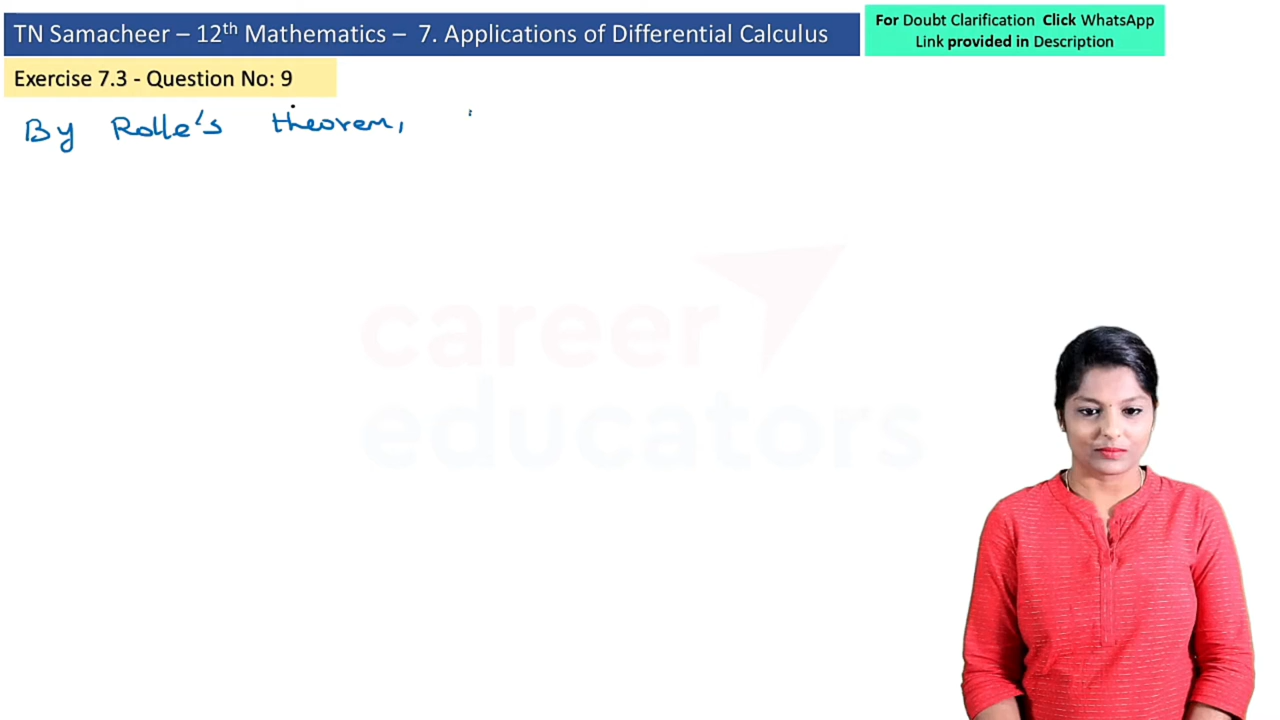 TN Samacheer – 12th Mathematics – 7. Applications of Differential Calculus
For Doubt Clarification Click WhatsApp
Link provided in Description
Exercise 7.3 - Question No: 9
By Rolle's theorem,
career
educators